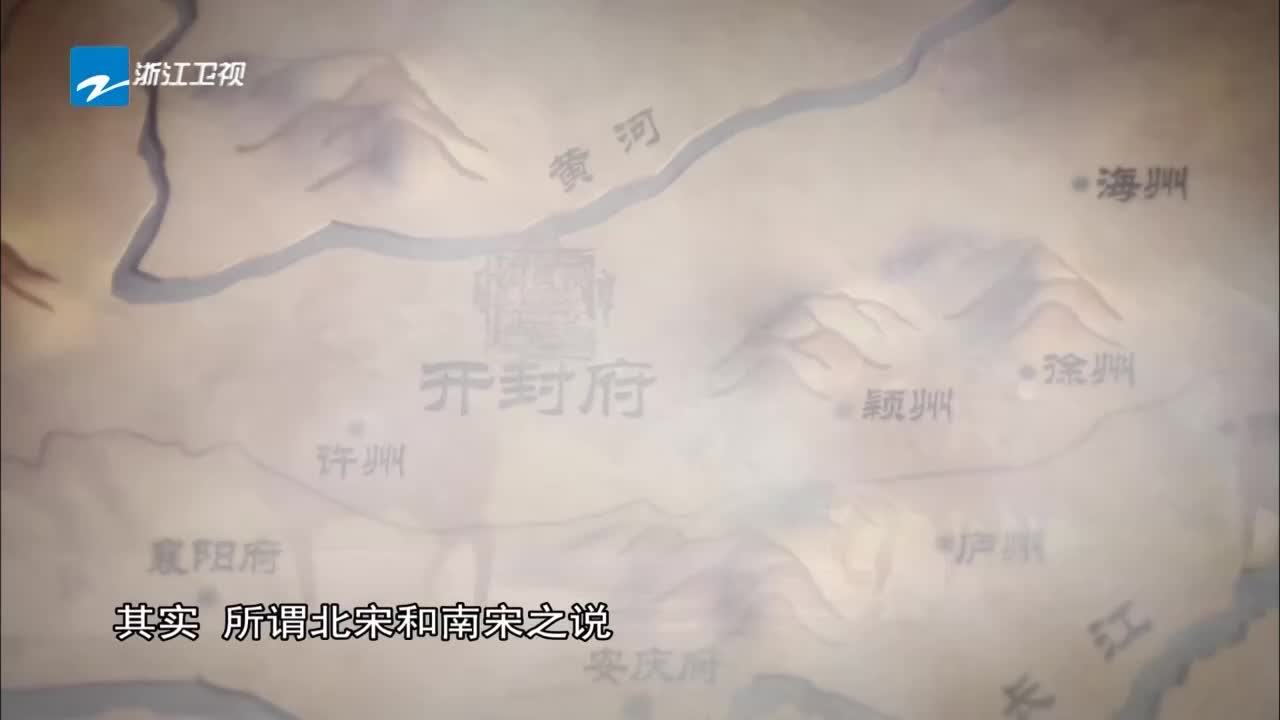 浙江卫视
黄河
海州
开封府
徐州
颖州
许州
庐州
襄阳府
其实 所谓北宋和南宋之说
长江
安庆府